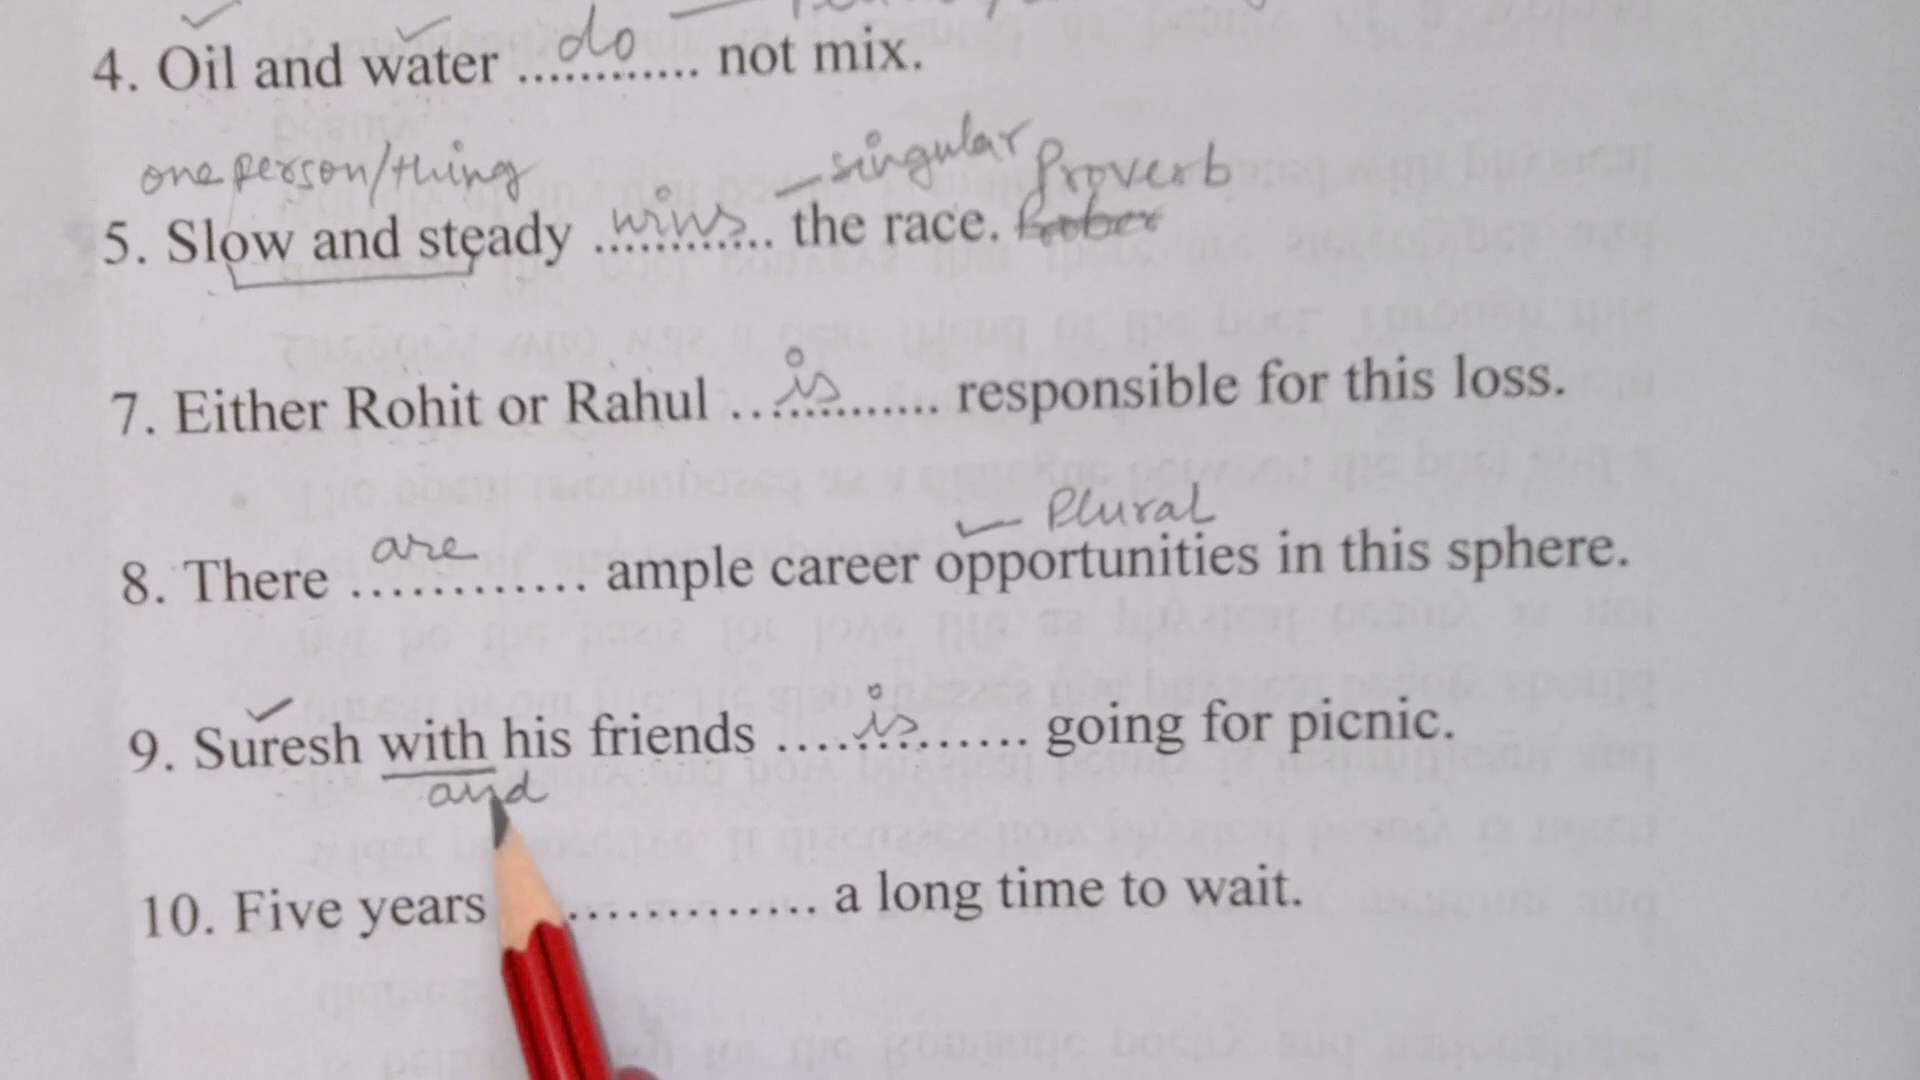 4. Oil and water ....do.... not mix.
one person/thing – singular Proverb
5. Slow and steady ....wins.... the race.
7. Either Rohit or Rahul ....is.... responsible for this loss.
– Plural
8. There ....are.... ample career opportunities in this sphere.
9. Suresh with his friends ....is.... going for picnic.
and
10. Five years ............. a long time to wait.